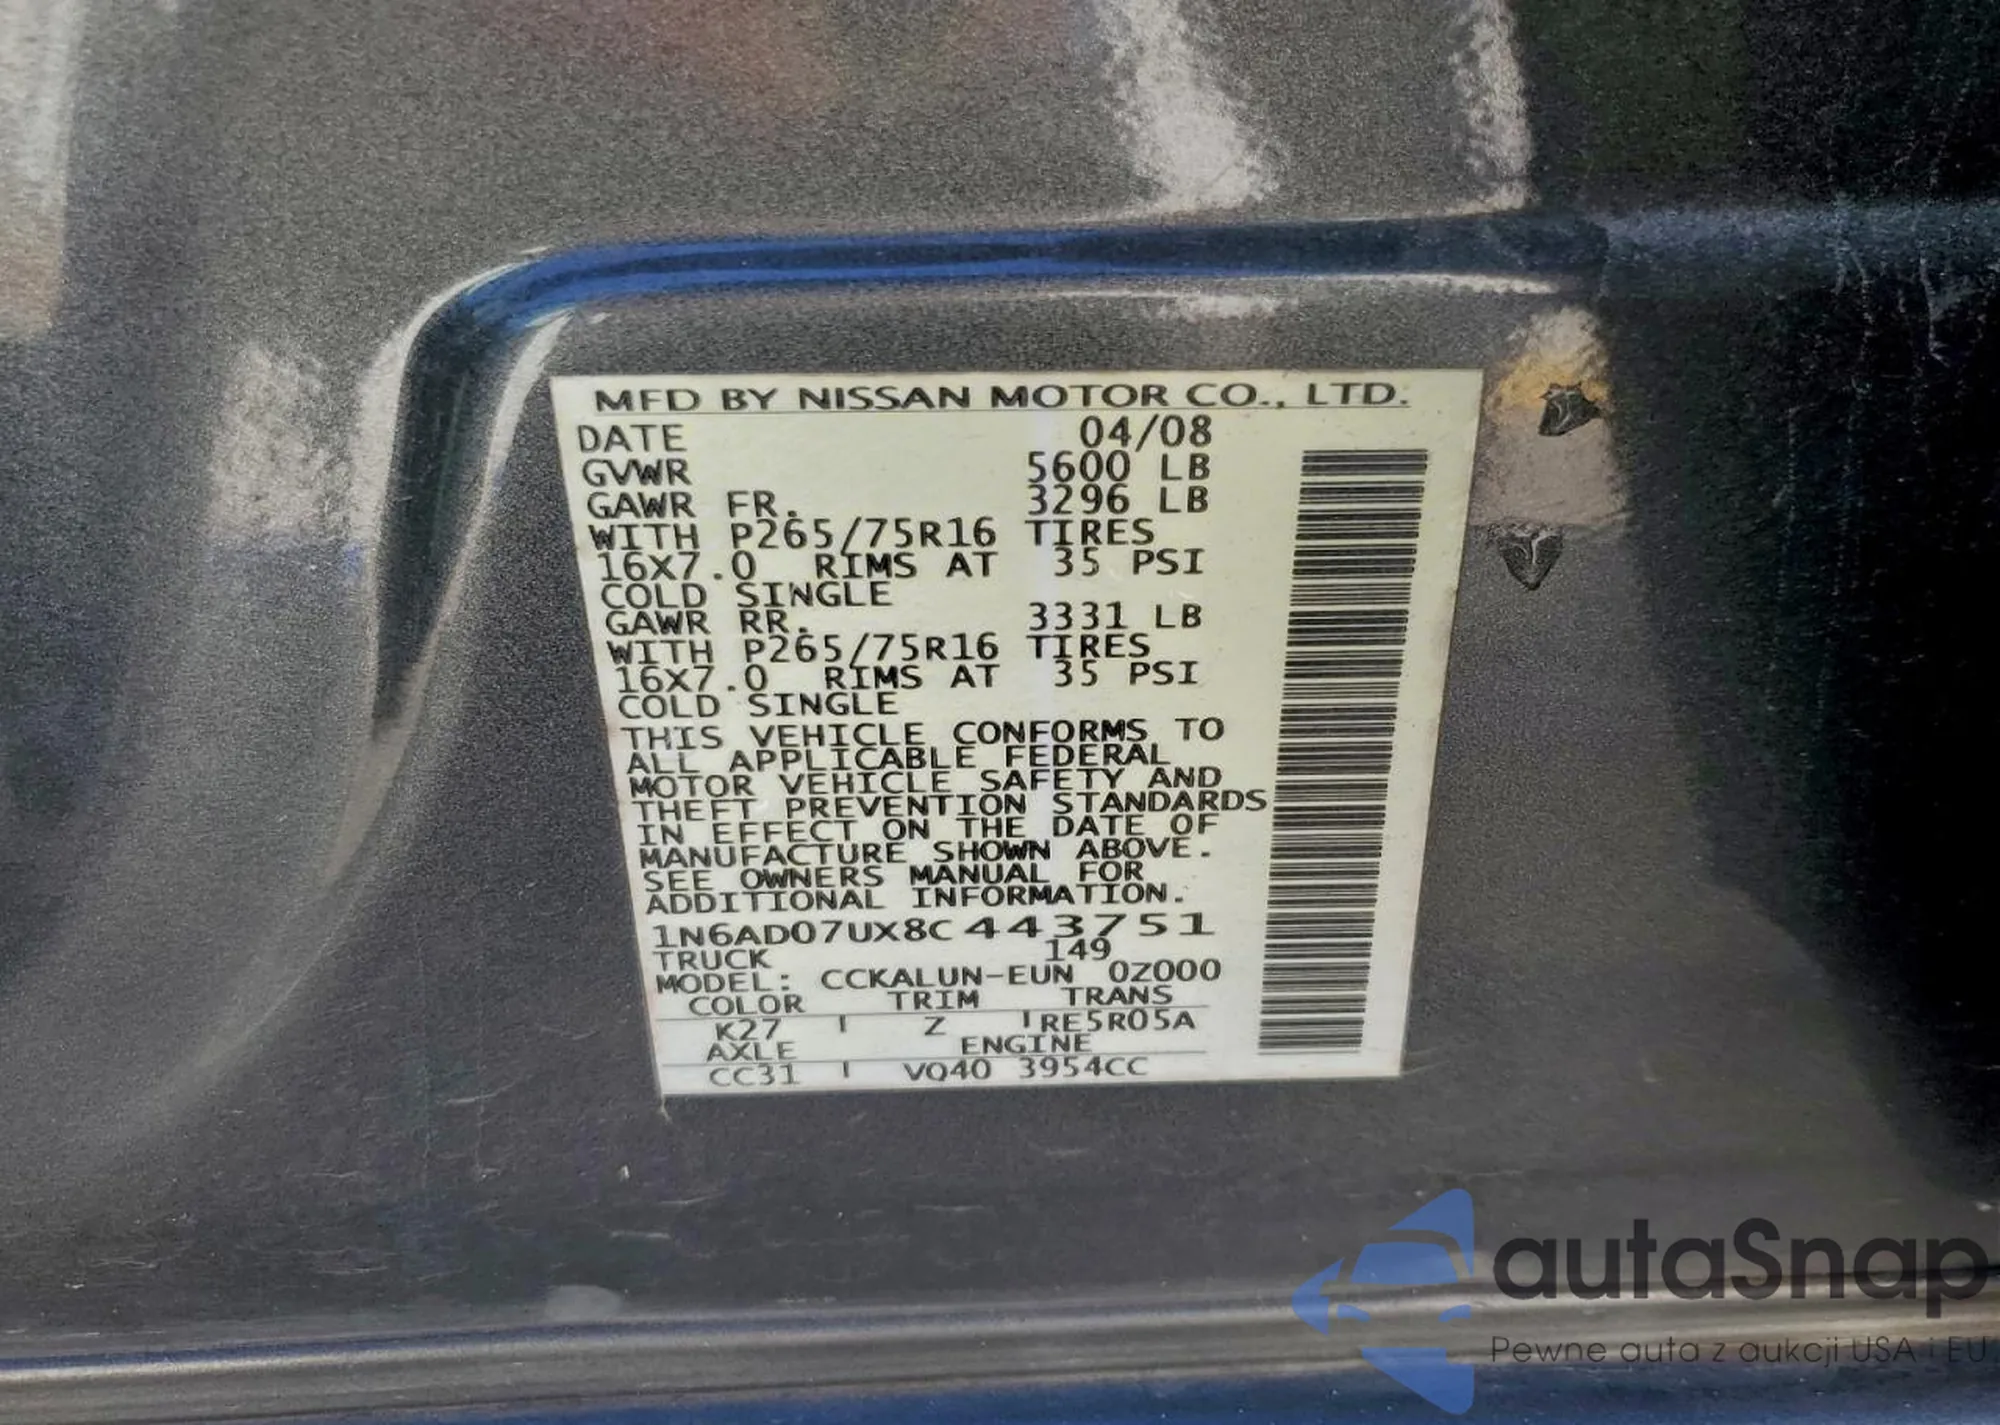 MFD BY NISSAN MOTOR CO., LTD.
DATE 04/08
GVWR 5600 LB
GAWR FR. 3296 LB
WITH P265/75R16 TIRES
16X7.0 RIMS AT 35 PSI
COLD SINGLE
GAWR RR. 3331 LB
WITH P265/75R16 TIRES
16X7.0 RIMS AT 35 PSI
COLD SINGLE
THIS VEHICLE CONFORMS TO
ALL APPLICABLE FEDERAL
MOTOR VEHICLE SAFETY AND
THEFT PREVENTION STANDARDS
IN EFFECT ON THE DATE OF
MANUFACTURE SHOWN ABOVE.
SEE OWNERS MANUAL FOR
ADDITIONAL INFORMATION.
1N6AD07UX8C443751
TRUCK 149
MODEL: CCKALUN-EUN 0Z000
COLOR TRIM TRANS
K27 Z RE5R05A
AXLE ENGINE
CC31 VQ40 3954CC
autaSnap
Pewne auta z aukcji USA i EU